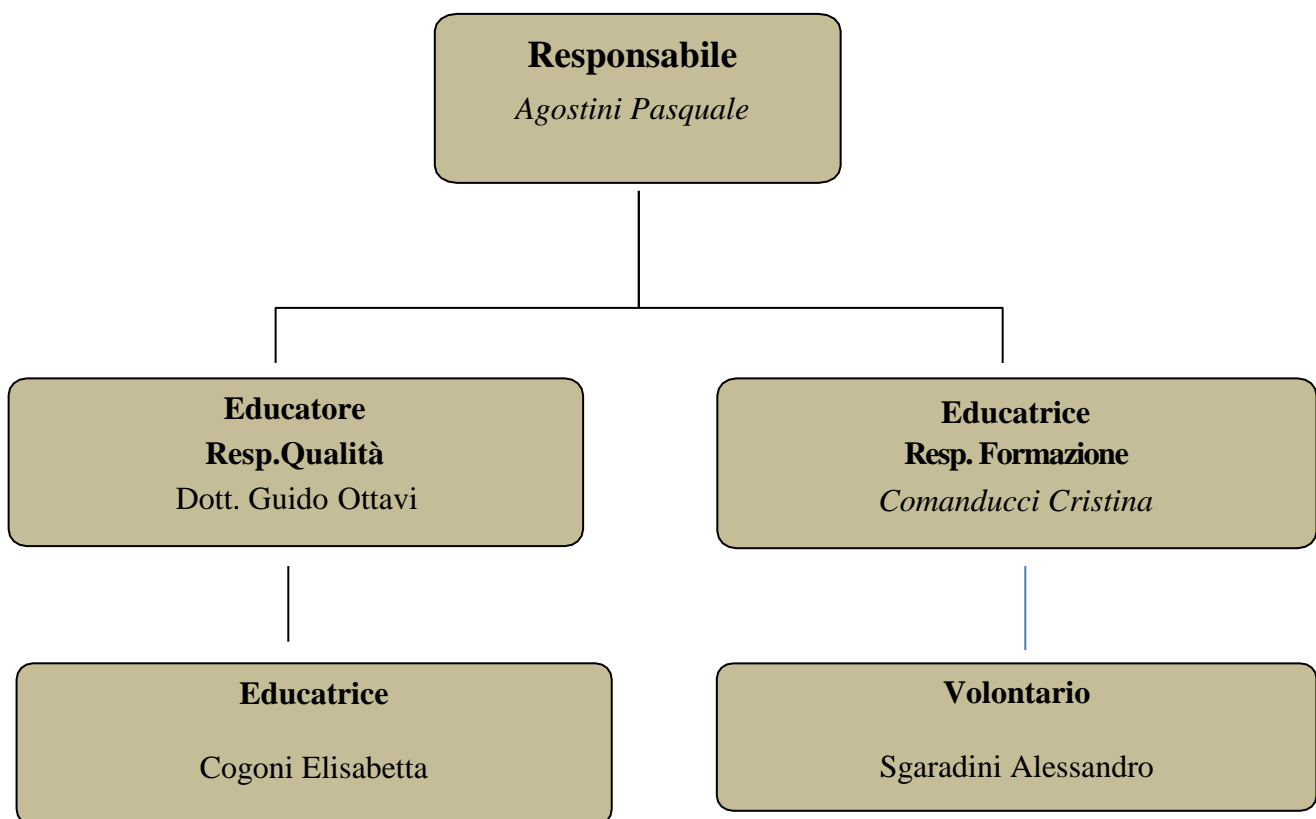 Responsabile
Agostini Pasquale
Educatore
Resp.Qualità
Dott. Guido Ottavi
Educatrice
Resp. Formazione
Comanducci Cristina
Educatrice
Cogoni Elisabetta
Volontario
Sgaradini Alessandro